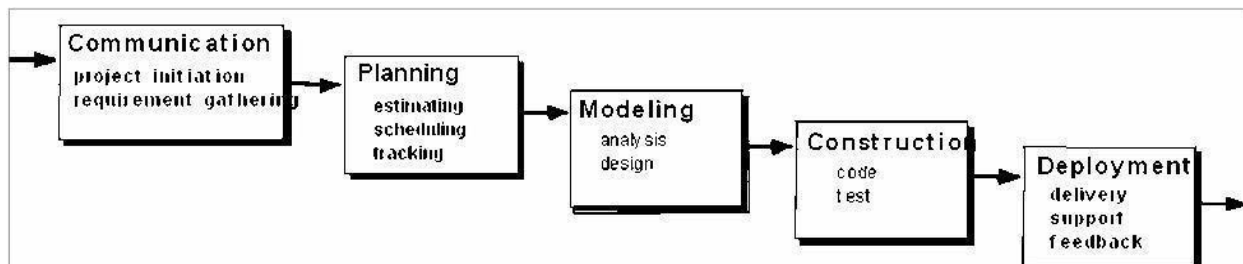 Communication
project initiation
requirement gathering
Planning
estimating
scheduling
tracking
Modeling
analysis
design
Construction
code
test
Deployment
delivery
support
feedback